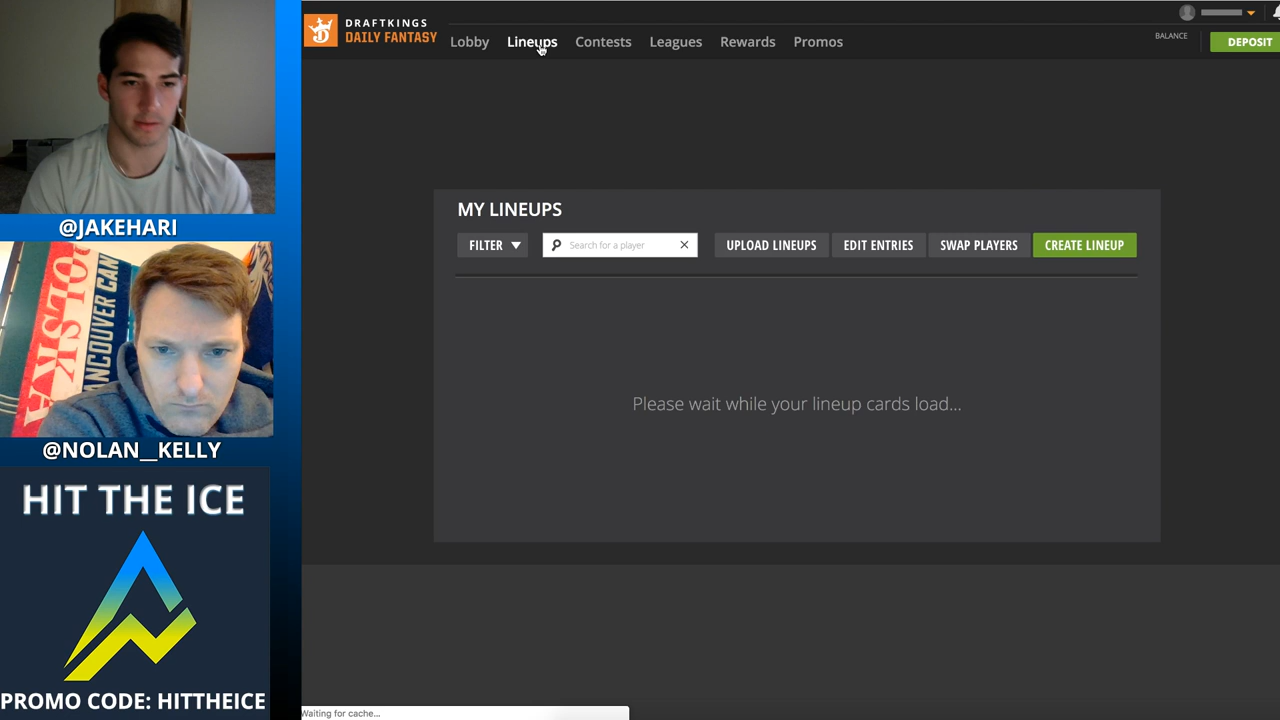 DRAFTKINGS
DAILY FANTASY
Lobby
Lineups
Contests
Leagues
Rewards
Promos
BALANCE
DEPOSIT
MY LINEUPS
FILTER
Search for a player
UPLOAD LINEUPS
EDIT ENTRIES
SWAP PLAYERS
CREATE LINEUP
Please wait while your lineup cards load...
Waiting for cache...
@JAKEHARI
VANCOUVER CAN
@NOLAN__KELLY
HIT THE ICE
PROMO CODE: HITTHEICE